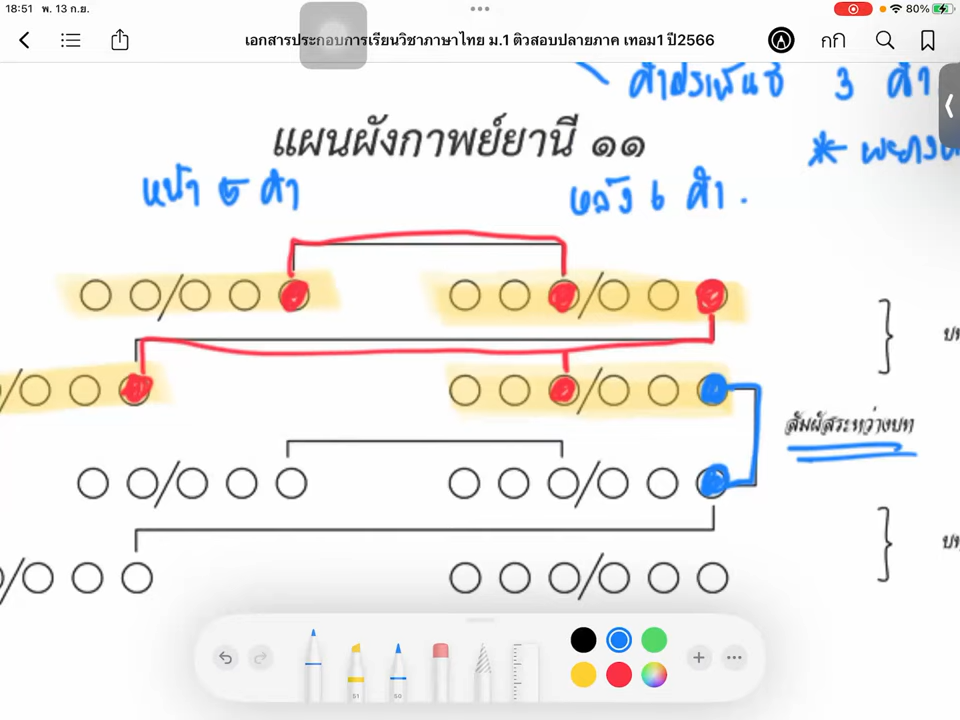 18:51 พ. 13 ก.ย.
80%
เอกสารประกอบการเรียนวิชาภาษาไทย ม.1 ติวสอบปลายภาค เทอม1 ปี2566
กกิ
3 คำ
แผนผังกาพย์ยานี ๑๑
หน้า ๕ คำ
หลัง ๖ คำ.
สัมผัสระหว่างบท
51
50